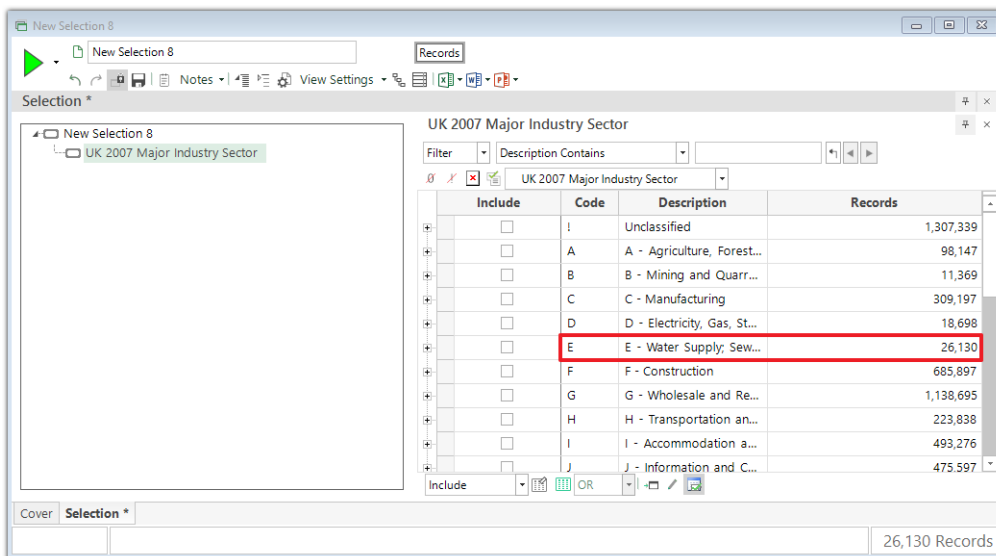 New Selection 8
New Selection 8 Records
Notes View Settings
Selection *
New Selection 8
UK 2007 Major Industry Sector
UK 2007 Major Industry Sector
Filter Description Contains
UK 2007 Major Industry Sector
Include Code Description Records
! Unclassified 1,307,339
A A - Agriculture, Forest... 98,147
B B - Mining and Quarr... 11,369
C C - Manufacturing 309,197
D D - Electricity, Gas, St... 18,698
E E - Water Supply; Sew... 26,130
F F - Construction 685,897
G G - Wholesale and Re... 1,138,695
H H - Transportation an... 223,838
I I - Accommodation a... 493,276
J J - Information and C... 475,597
Include OR
Cover Selection *
26,130 Records